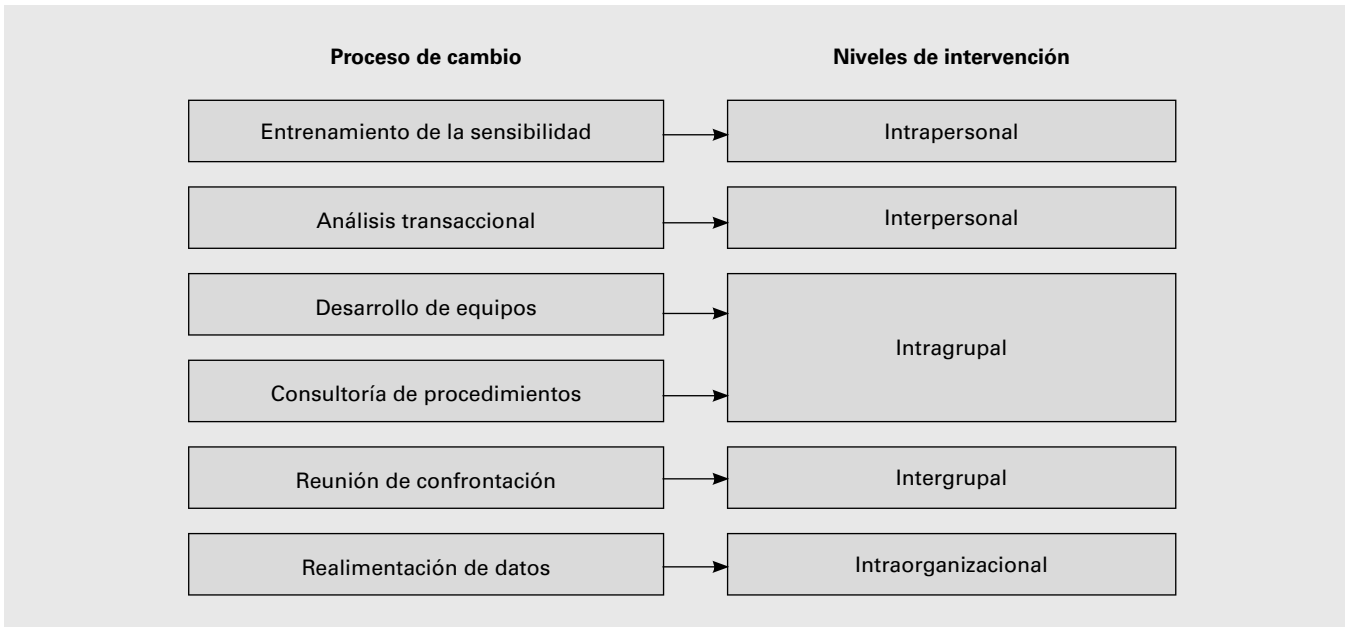 Proceso de cambio
Niveles de intervención
Entrenamiento de la sensibilidad
Intrapersonal
Análisis transaccional
Interpersonal
Desarrollo de equipos
Intragrupal
Consultoría de procedimientos
Reunión de confrontación
Intergrupal
Realimentación de datos
Intraorganizacional